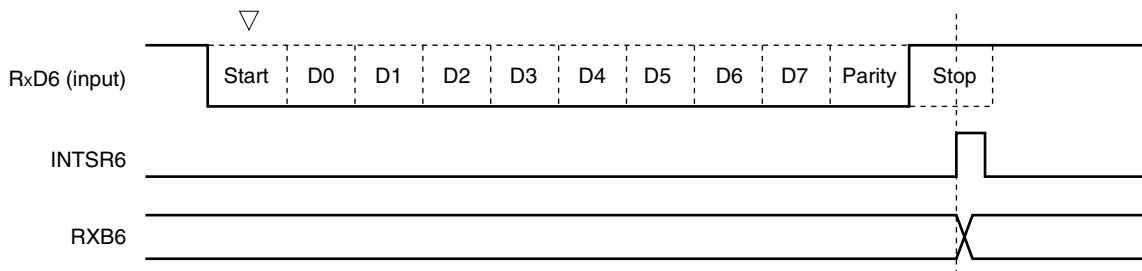 RxD6 (input) Start D0 D1 D2 D3 D4 D5 D6 D7 Parity Stop
INTSR6
RXB6